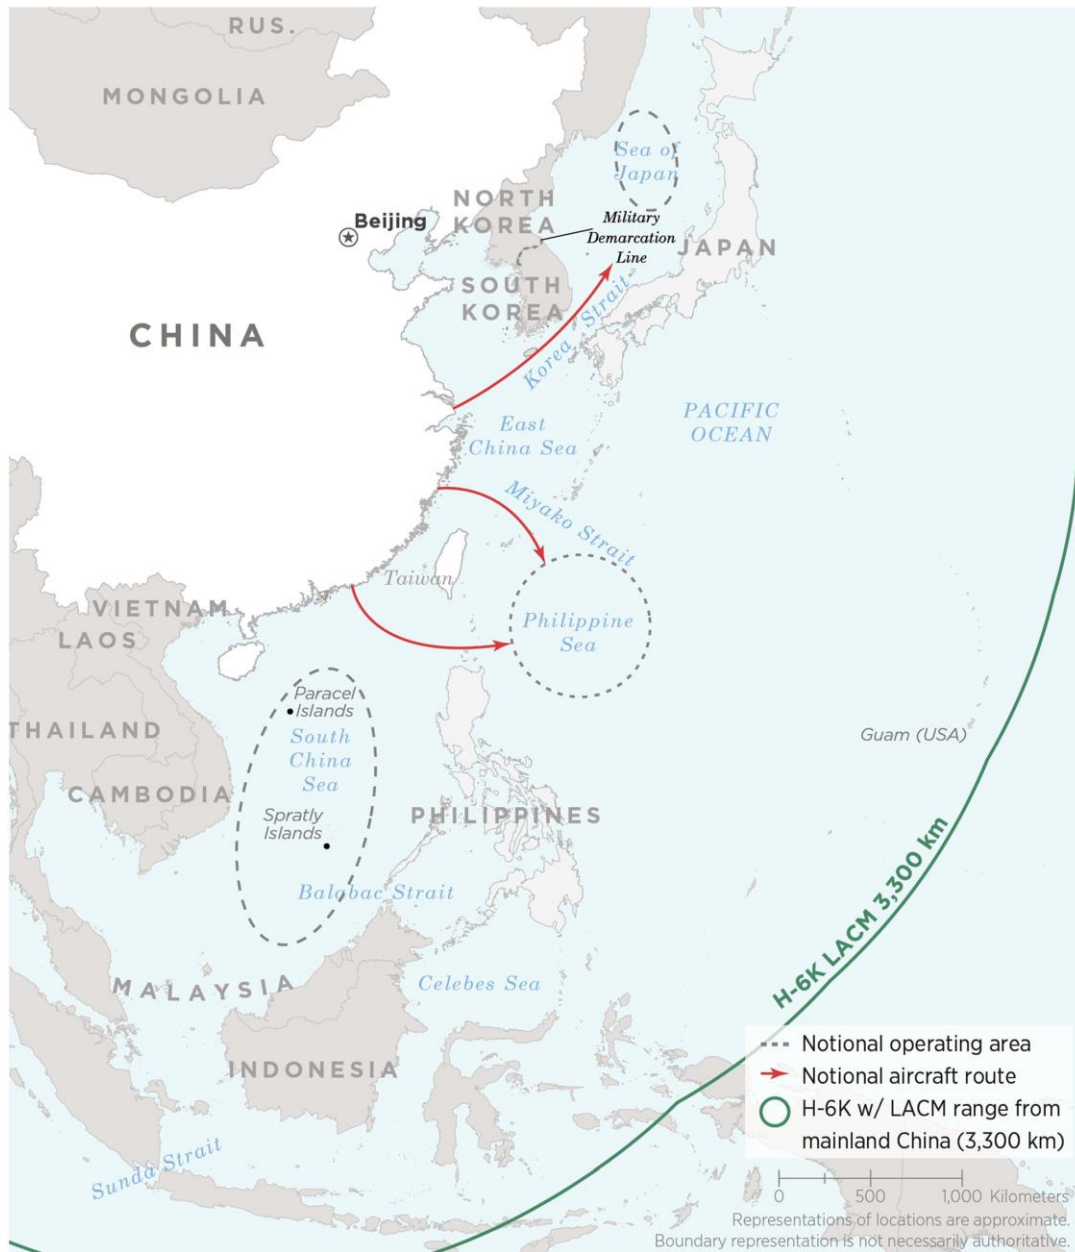 RUS.
MONGOLIA
Sea of
Japan
NORTH
KOREA
Beijing
Military
Demarcation
Line
JAPAN
SOUTH
KOREA
CHINA
Korea Strait
PACIFIC
OCEAN
East
China Sea
Miyako Strait
Taiwan
VIETNAM
LAOS
Philippine
Sea
Paracel
Islands
THAILAND
South
China
Sea
Guam (USA)
CAMBODIA
Spratly
Islands
PHILIPPINES
Balabac Strait
MALAYSIA
Celebes Sea
H-6K LACM 3,300 km
INDONESIA
Sunda Strait
Notional operating area
Notional aircraft route
H-6K w/ LACM range from
mainland China (3,300 km)
0 500 1,000 Kilometers
Representations of locations are approximate.
Boundary representation is not necessarily authoritative.